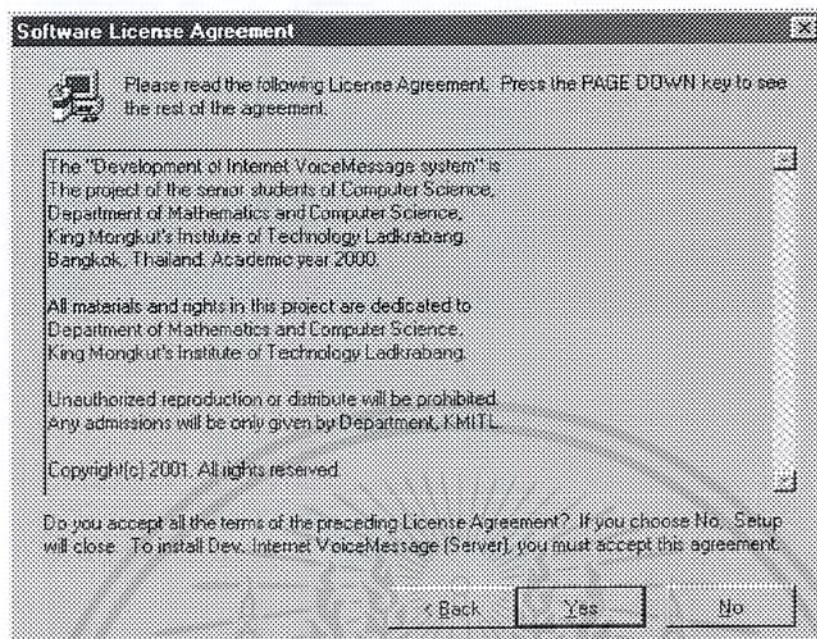 Software License Agreement
Please read the following License Agreement. Press the PAGE DOWN key to see
the rest of the agreement.
The "Development of Internet VoiceMessage system" is
The project of the senior students of Computer Science,
Department of Mathematics and Computer Science,
King Mongkut's Institute of Technology Ladkrabang.
Bangkok, Thailand. Academic year 2000.
All materials and rights in this project are dedicated to
Department of Mathematics and Computer Science,
King Mongkut's Institute of Technology Ladkrabang.
Unauthorized reproduction or distribute will be prohibited.
Any admissions will be only given by Department, KMITL.
Copyright(c) 2001. All rights reserved.
Do you accept all the terms of the preceding License Agreement? If you choose No, Setup
will close. To install Dev. Internet VoiceMessage (Server), you must accept this agreement.
< Back Yes No